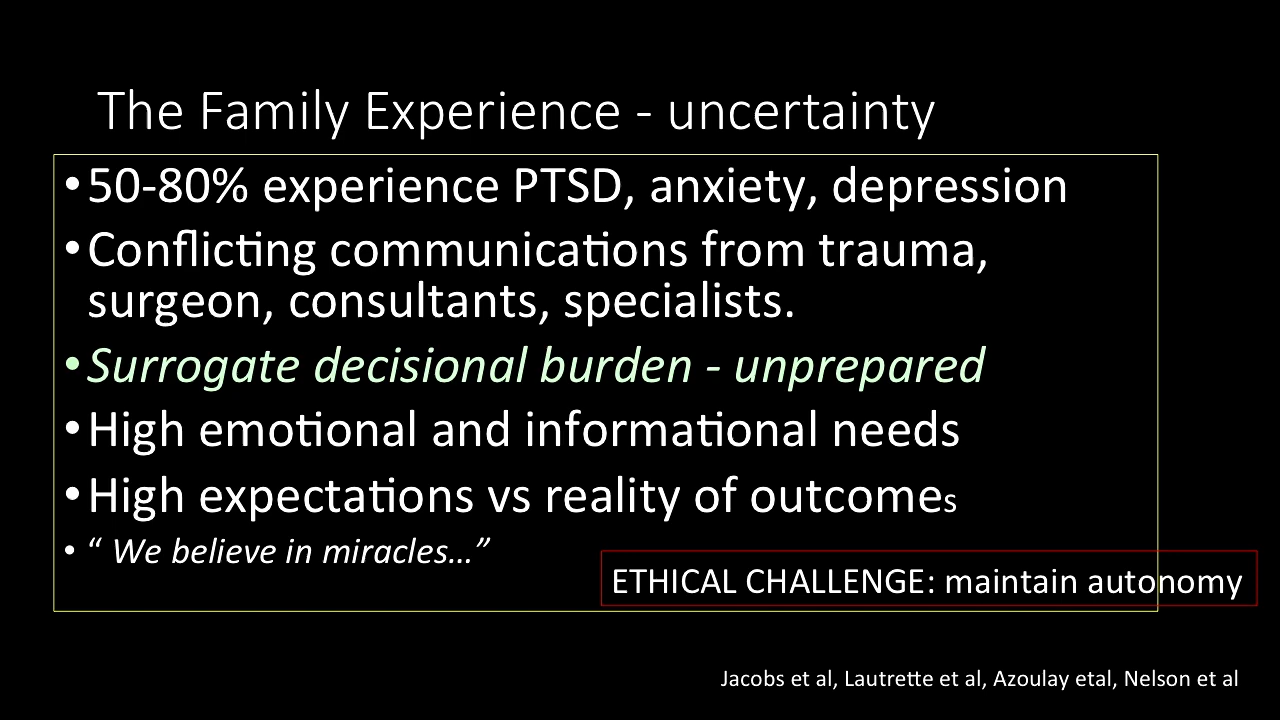 The Family Experience - uncertainty
•50-80% experience PTSD, anxiety, depression
•Conflicting communications from trauma,
surgeon, consultants, specialists.
•Surrogate decisional burden - unprepared
•High emotional and informational needs
•High expectations vs reality of outcomes
• “ We believe in miracles…”
ETHICAL CHALLENGE: maintain autonomy
Jacobs et al, Lautrette et al, Azoulay etal, Nelson et al